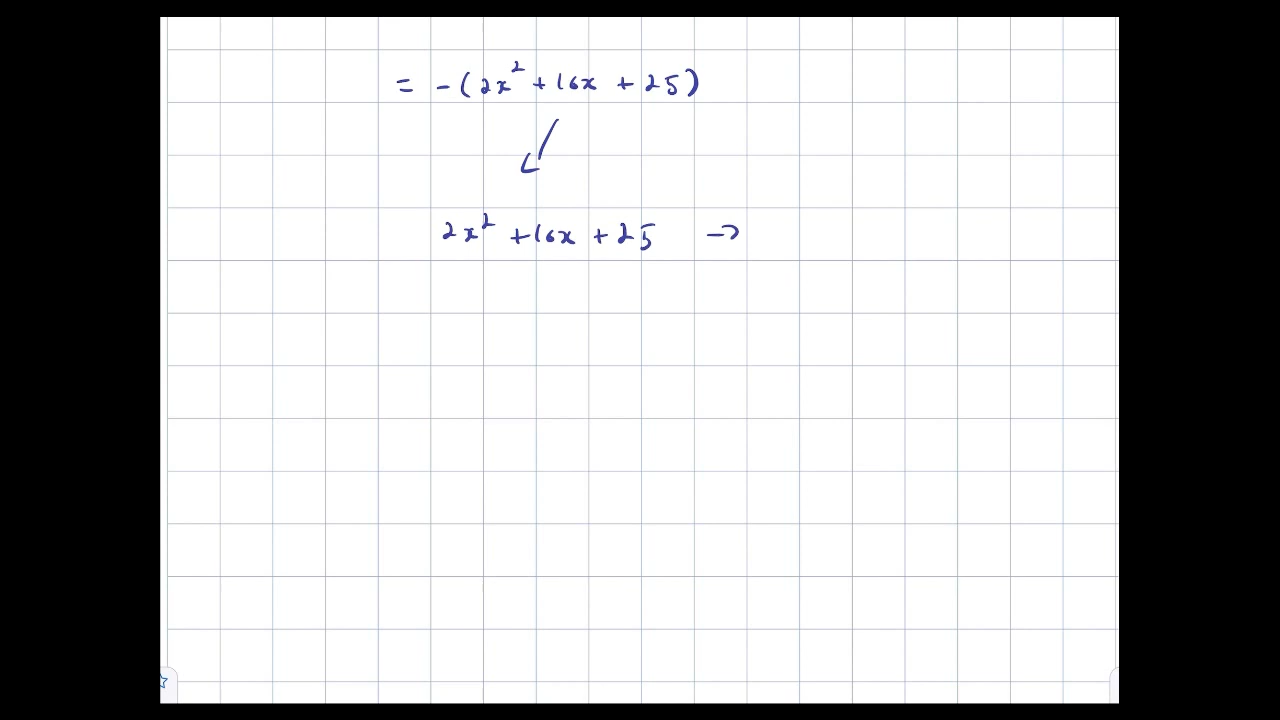 = -(2x² + 16x + 25)
2x² + 16x + 25 →